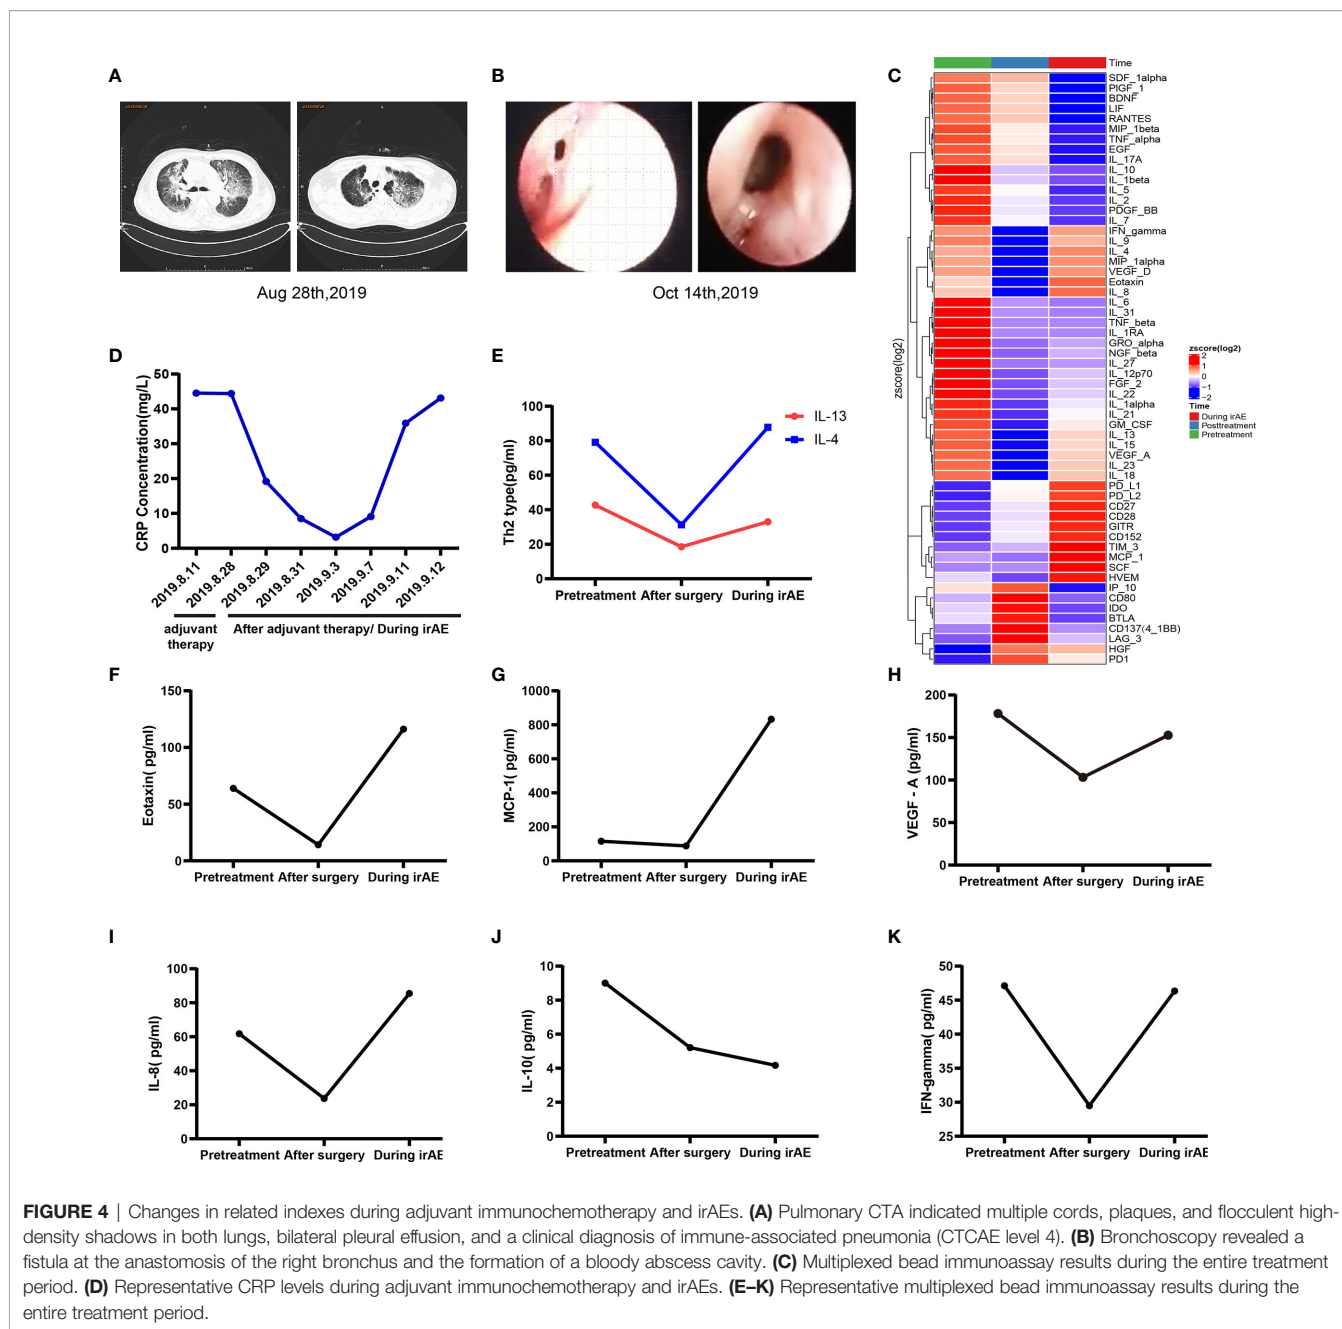 A
B
C
Aug 28th,2019
Oct 14th,2019
Time
SDF_1alpha
PIGF_1
BDNF
LIF
RANTES
MIP_1beta
TNF_alpha
EGF
IL_17A
IL_10
IL_1beta
IL_5
IL_2
PDGF_BB
IL_7
IFN_gamma
IL_9
IL_4
MIP_1alpha
VEGF_D
Eotaxin
IL_8
IL_6
IL_31
TNF_beta
IL_1RA
GRO_alpha
NGF_beta
IL_27
IL_12p70
FGF_2
IL_22
IL_1alpha
IL_21
GM_CSF
IL_13
IL_15
VEGF_A
IL_23
IL_18
PD_L1
PD_L2
CD27
CD28
GITR
CD152
TIM_3
MCP_1
SCF
HVEM
IP_10
CD80
IDO
BTLA
CD137(4_1BB)
LAG_3
HGF
PD1
zscore(log2)
zscore(log2)
2
1
0
−1
−2
Time
During irAE
Posttreatment
Pretreatment
D
CRP Concentration(mg/L)
50
40
30
20
10
0
2019.8.11
2019.8.28
2019.8.29
2019.8.31
2019.9.3
2019.9.7
2019.9.11
2019.9.12
adjuvant
therapy
After adjuvant therapy/ During irAE
E
Th2 type(pg/ml)
100
80
60
40
20
0
IL-13
IL-4
Pretreatment After surgery During irAE
F
Eotaxin( pg/ml)
150
100
50
0
Pretreatment After surgery During irAE
G
MCP-1( pg/ml)
1000
800
600
400
200
0
Pretreatment After surgery During irAE
H
VEGF - A (pg/ml)
200
150
100
50
0
Pretreatment After surgery During irAE
I
IL-8( pg/ml)
100
80
60
40
20
0
Pretreatment After surgery During irAE
J
IL-10( pg/ml)
10
8
6
4
2
0
Pretreatment After surgery During irAE
K
IFN-gamma( pg/ml)
50
45
40
35
30
25
Pretreatment After surgery During irAE
FIGURE 4 | Changes in related indexes during adjuvant immunochemotherapy and irAEs. (A) Pulmonary CTA indicated multiple cords, plaques, and flocculent high-
density shadows in both lungs, bilateral pleural effusion, and a clinical diagnosis of immune-associated pneumonia (CTCAE level 4). (B) Bronchoscopy revealed a
fistula at the anastomosis of the right bronchus and the formation of a bloody abscess cavity. (C) Multiplexed bead immunoassay results during the entire treatment
period. (D) Representative CRP levels during adjuvant immunochemotherapy and irAEs. (E–K) Representative multiplexed bead immunoassay results during the
entire treatment period.